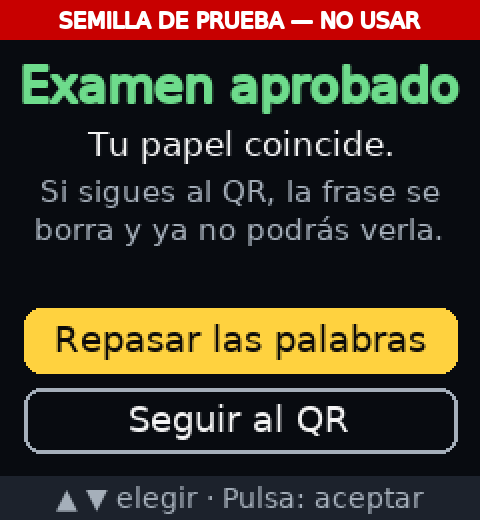 SEMILLA DE PRUEBA — NO USAR
Examen aprobado
Tu papel coincide.
Si sigues al QR, la frase se
borra y ya no podrás verla.
Repasar las palabras
Seguir al QR
▲ ▼ elegir · Pulsa: aceptar